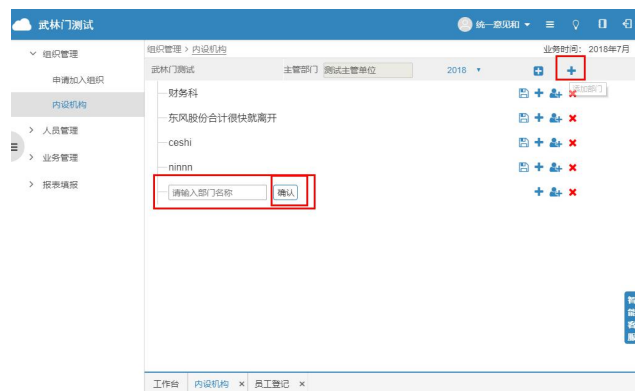 武林门测试 统一意见和
组织管理 组织管理 > 内设机构 业务时间: 2018年7月
申请加入组织 武林门测试 主管部门 测试主管单位 2018
添加部门
内设机构 财务科
人员管理 东风股份合计很快就离开
业务管理 ceshi
报表填报 ninnn
请输入部门名称 确认
智能客服
工作台 内设机构 × 员工登记 ×